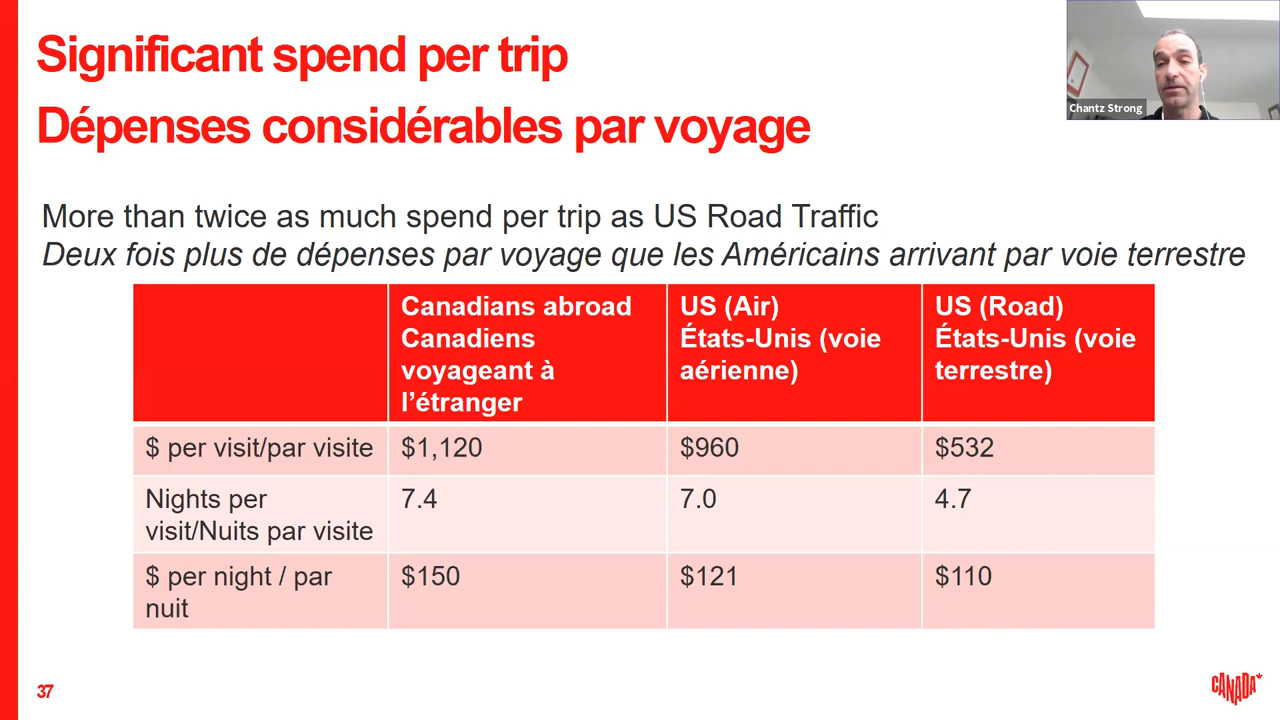 Significant spend per trip
Dépenses considérables par voyage
Chantz Strong
More than twice as much spend per trip as US Road Traffic
Deux fois plus de dépenses par voyage que les Américains arrivant par voie terrestre
Canadians abroad
Canadiens
voyageant à
l’étranger
US (Air)
États-Unis (voie
aérienne)
US (Road)
États-Unis (voie
terrestre)
$ per visit/par visite
$1,120
$960
$532
Nights per
visit/Nuits par visite
7.4
7.0
4.7
$ per night / par
nuit
$150
$121
$110
37
CANADA